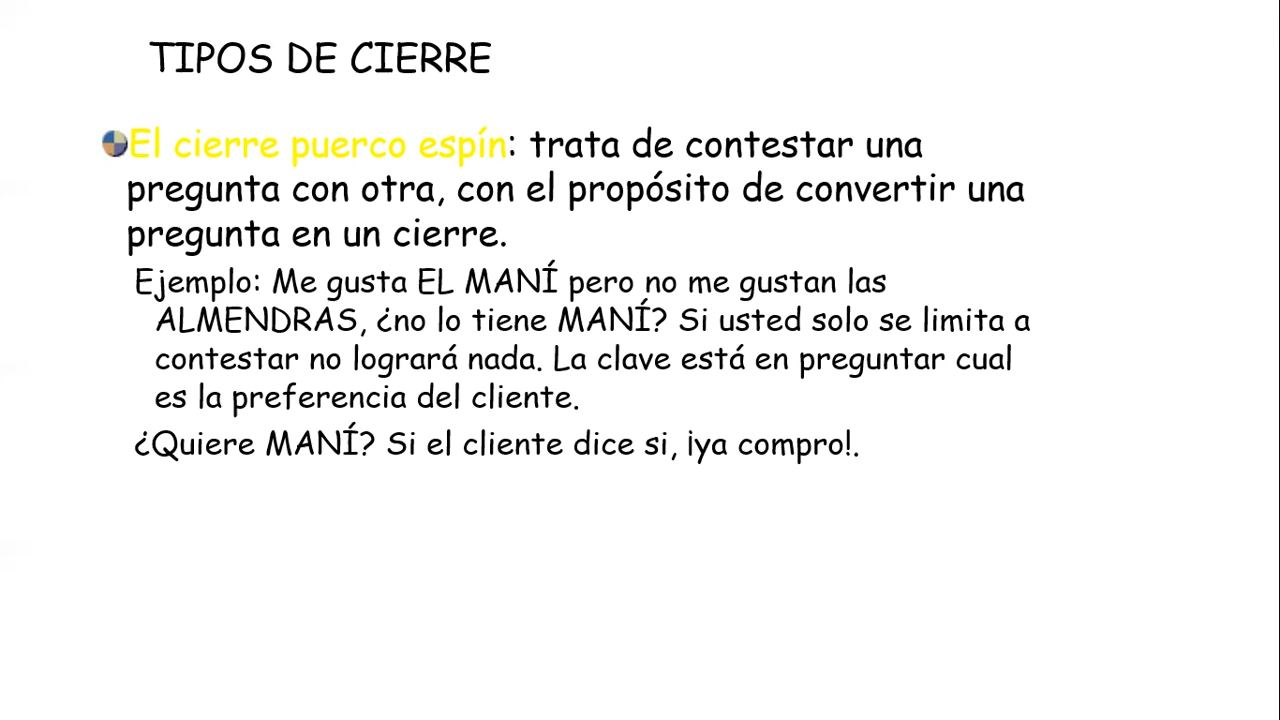 TIPOS DE CIERRE
El cierre puerco espín: trata de contestar una
pregunta con otra, con el propósito de convertir una
pregunta en un cierre.
Ejemplo: Me gusta EL MANÍ pero no me gustan las
ALMENDRAS, ¿no lo tiene MANÍ? Si usted solo se limita a
contestar no logrará nada. La clave está en preguntar cual
es la preferencia del cliente.
¿Quiere MANÍ? Si el cliente dice si, ¡ya compro!.